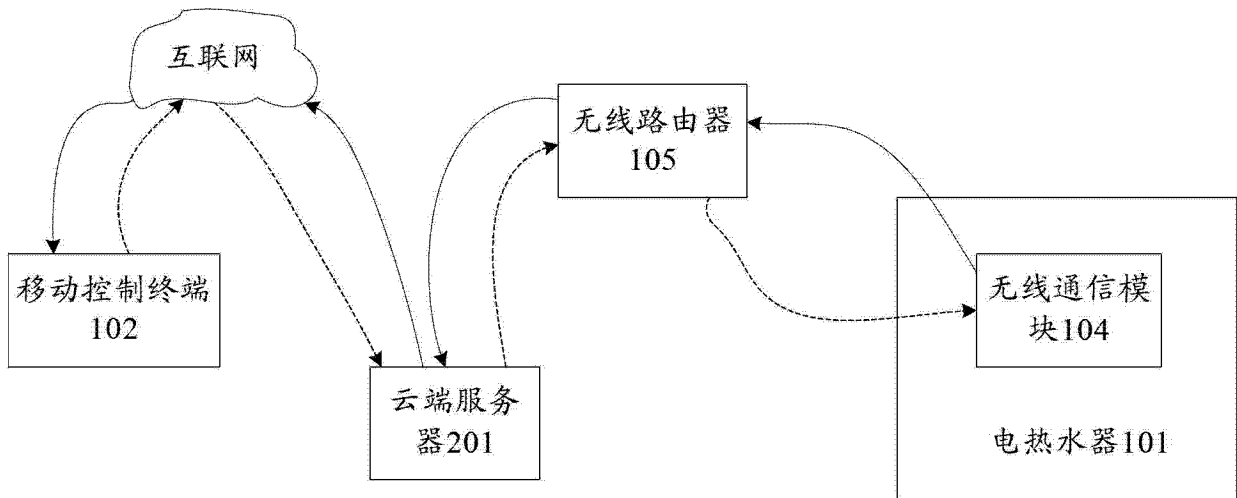 互联网
无线路由器
105
移动控制终端
102
无线通信模
块104
云端服务
器201
电热水器101